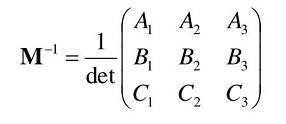 M⁻¹ = 1/det ( A₁ A₂ A₃
B₁ B₂ B₃
C₁ C₂ C₃ )